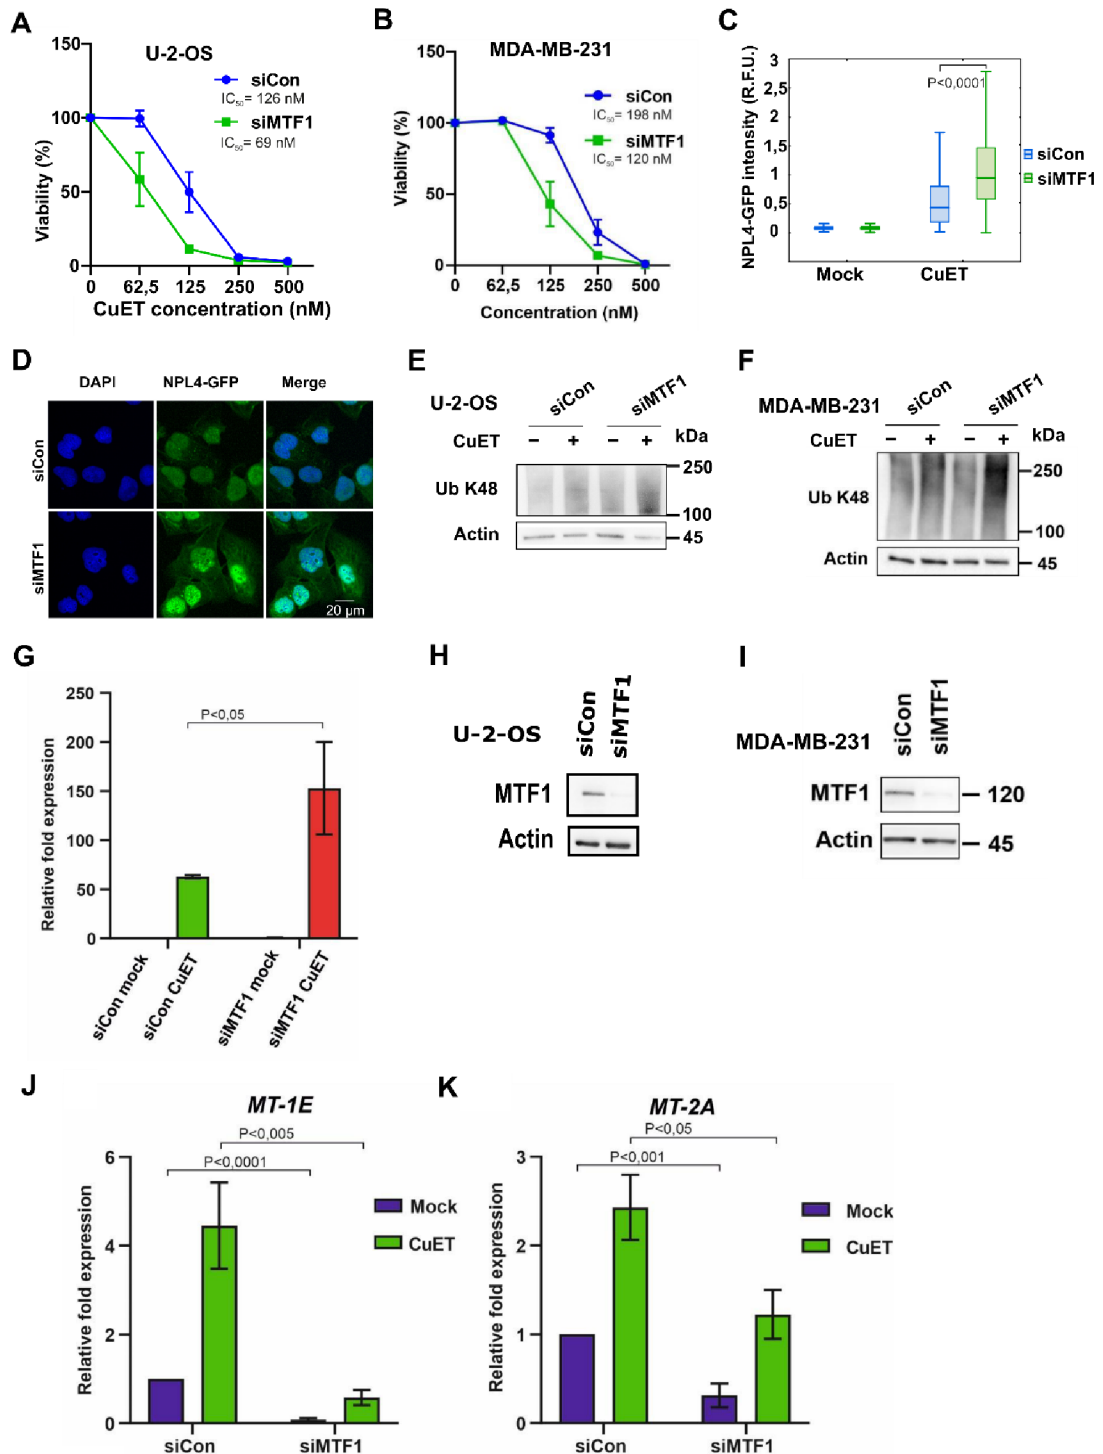 A
U-2-OS
150
100
50
0
Viability (%)
siCon
IC50= 126 nM
siMTF1
IC50= 69 nM
0 62,5 125 250 500
CuET concentration (nM)
B
MDA-MB-231
150
100
50
0
Viability (%)
siCon
IC50= 198 nM
siMTF1
IC50= 120 nM
0 62,5 125 250 500
Concentration (nM)
C
NPL4-GFP intensity (R.F.U.)
3
2,5
2
1,5
1
0,5
0
P<0,0001
siCon
siMTF1
Mock CuET
D
DAPI NPL4-GFP Merge
siCon
siMTF1
20 µm
E
U-2-OS siCon siMTF1
CuET − + − + kDa
Ub K48
250
100
Actin 45
F
MDA-MB-231 siCon siMTF1
CuET − + − + kDa
Ub K48
250
100
Actin 45
G
Relative fold expression
250
200
150
100
50
0
P<0,05
siCon mock
siCon CuET
siMTF1 mock
siMTF1 CuET
H
U-2-OS
siCon
siMTF1
MTF1
Actin
I
MDA-MB-231
siCon
siMTF1
MTF1 120
Actin 45
J
MT-1E
P<0,005
P<0,0001
Relative fold expression
6
4
2
0
Mock
CuET
siCon siMTF1
K
MT-2A
P<0,05
P<0,001
Relative fold expression
3
2
1
0
Mock
CuET
siCon siMTF1